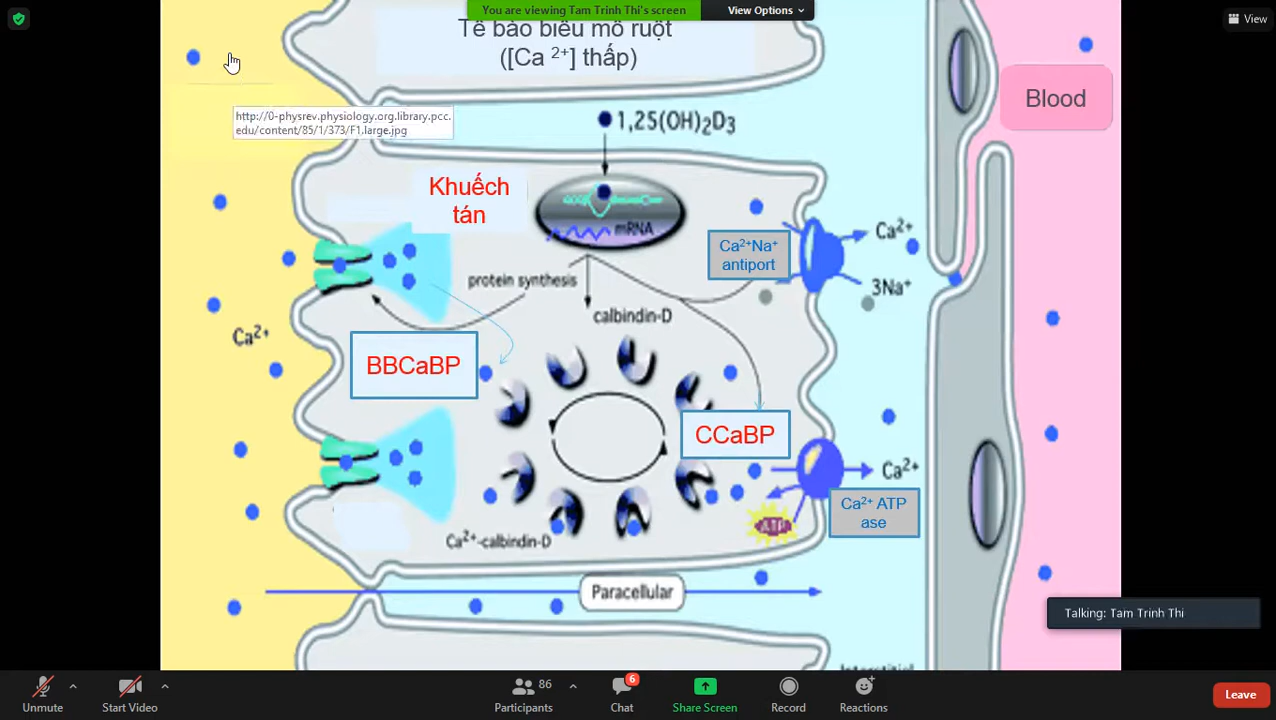 You are viewing Tam Trinh Thi's screen
View Options
View
Tế bào biểu mô ruột
([Ca ²⁺] thấp)
Blood
http://0-physrev.physiology.org.library.pcc.
edu/content/85/1/373/F1.large.jpg
1,25(OH)₂D₃
Khuếch
tán
mRNA
Ca²⁺Na⁺
antiport
Ca²⁺
3Na⁺
protein synthesis
calbindin-D
Ca²⁺
BBCaBP
CCaBP
Ca²⁺
Ca²⁺ ATP
ase
ATP
Ca²⁺-calbindin-D
Paracellular
Talking: Tam Trinh Thi
Unmute
Start Video
86
Participants
6
Chat
Share Screen
Record
Reactions
Leave